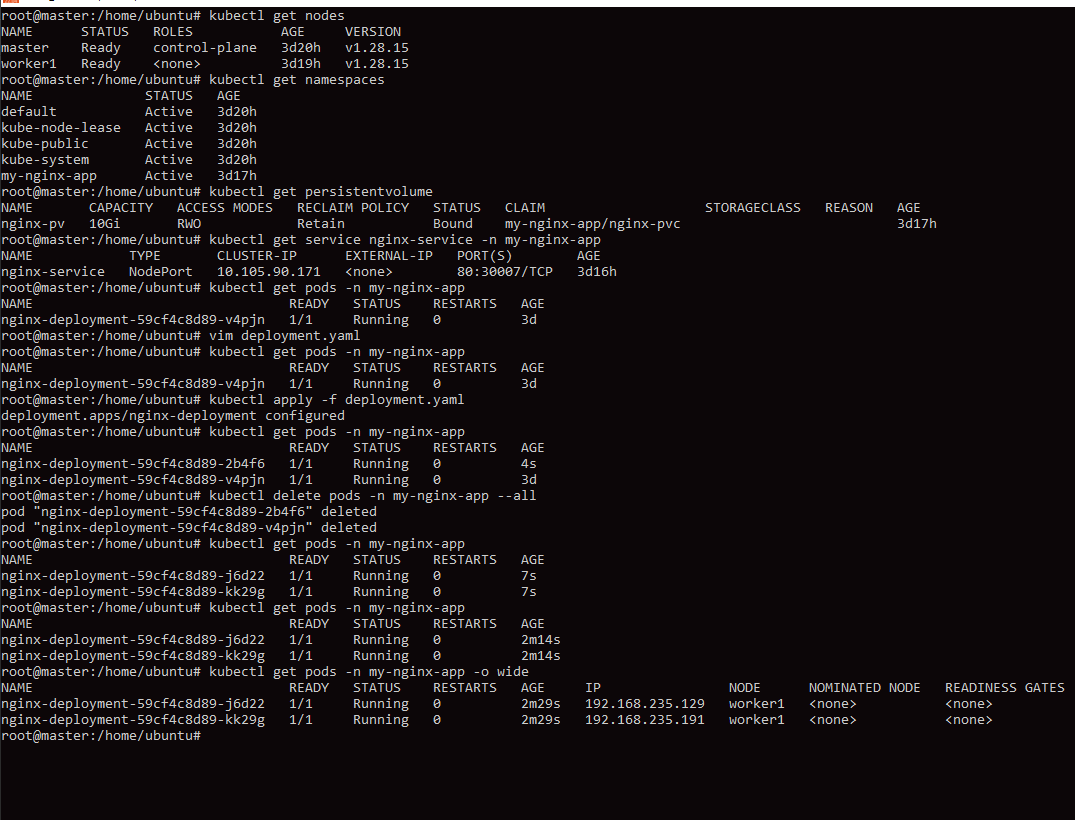 root@master:/home/ubuntu# kubectl get nodes
NAME      STATUS   ROLES           AGE     VERSION
master    Ready    control-plane   3d20h   v1.28.15
worker1   Ready    <none>          3d19h   v1.28.15
root@master:/home/ubuntu# kubectl get namespaces
NAME              STATUS   AGE
default           Active   3d20h
kube-node-lease   Active   3d20h
kube-public       Active   3d20h
kube-system       Active   3d20h
my-nginx-app      Active   3d17h
root@master:/home/ubuntu# kubectl get persistentvolume
NAME       CAPACITY   ACCESS MODES   RECLAIM POLICY   STATUS   CLAIM                    STORAGECLASS   REASON   AGE
nginx-pv   10Gi       RWO            Retain           Bound    my-nginx-app/nginx-pvc                           3d17h
root@master:/home/ubuntu# kubectl get service nginx-service -n my-nginx-app
NAME            TYPE       CLUSTER-IP      EXTERNAL-IP   PORT(S)        AGE
nginx-service   NodePort   10.105.90.171   <none>        80:30007/TCP   3d16h
root@master:/home/ubuntu# kubectl get pods -n my-nginx-app
NAME                                READY   STATUS    RESTARTS   AGE
nginx-deployment-59cf4c8d89-v4pjn   1/1     Running   0          3d
root@master:/home/ubuntu# vim deployment.yaml
root@master:/home/ubuntu# kubectl get pods -n my-nginx-app
NAME                                READY   STATUS    RESTARTS   AGE
nginx-deployment-59cf4c8d89-v4pjn   1/1     Running   0          3d
root@master:/home/ubuntu# kubectl apply -f deployment.yaml
deployment.apps/nginx-deployment configured
root@master:/home/ubuntu# kubectl get pods -n my-nginx-app
NAME                                READY   STATUS    RESTARTS   AGE
nginx-deployment-59cf4c8d89-2b4f6   1/1     Running   0          4s
nginx-deployment-59cf4c8d89-v4pjn   1/1     Running   0          3d
root@master:/home/ubuntu# kubectl delete pods -n my-nginx-app --all
pod "nginx-deployment-59cf4c8d89-2b4f6" deleted
pod "nginx-deployment-59cf4c8d89-v4pjn" deleted
root@master:/home/ubuntu# kubectl get pods -n my-nginx-app
NAME                                READY   STATUS    RESTARTS   AGE
nginx-deployment-59cf4c8d89-j6d22   1/1     Running   0          7s
nginx-deployment-59cf4c8d89-kk29g   1/1     Running   0          7s
root@master:/home/ubuntu# kubectl get pods -n my-nginx-app
NAME                                READY   STATUS    RESTARTS   AGE
nginx-deployment-59cf4c8d89-j6d22   1/1     Running   0          2m14s
nginx-deployment-59cf4c8d89-kk29g   1/1     Running   0          2m14s
root@master:/home/ubuntu# kubectl get pods -n my-nginx-app -o wide
NAME                                READY   STATUS    RESTARTS   AGE     IP                NODE      NOMINATED NODE   READINESS GATES
nginx-deployment-59cf4c8d89-j6d22   1/1     Running   0          2m29s   192.168.235.129   worker1   <none>           <none>
nginx-deployment-59cf4c8d89-kk29g   1/1     Running   0          2m29s   192.168.235.191   worker1   <none>           <none>
root@master:/home/ubuntu#